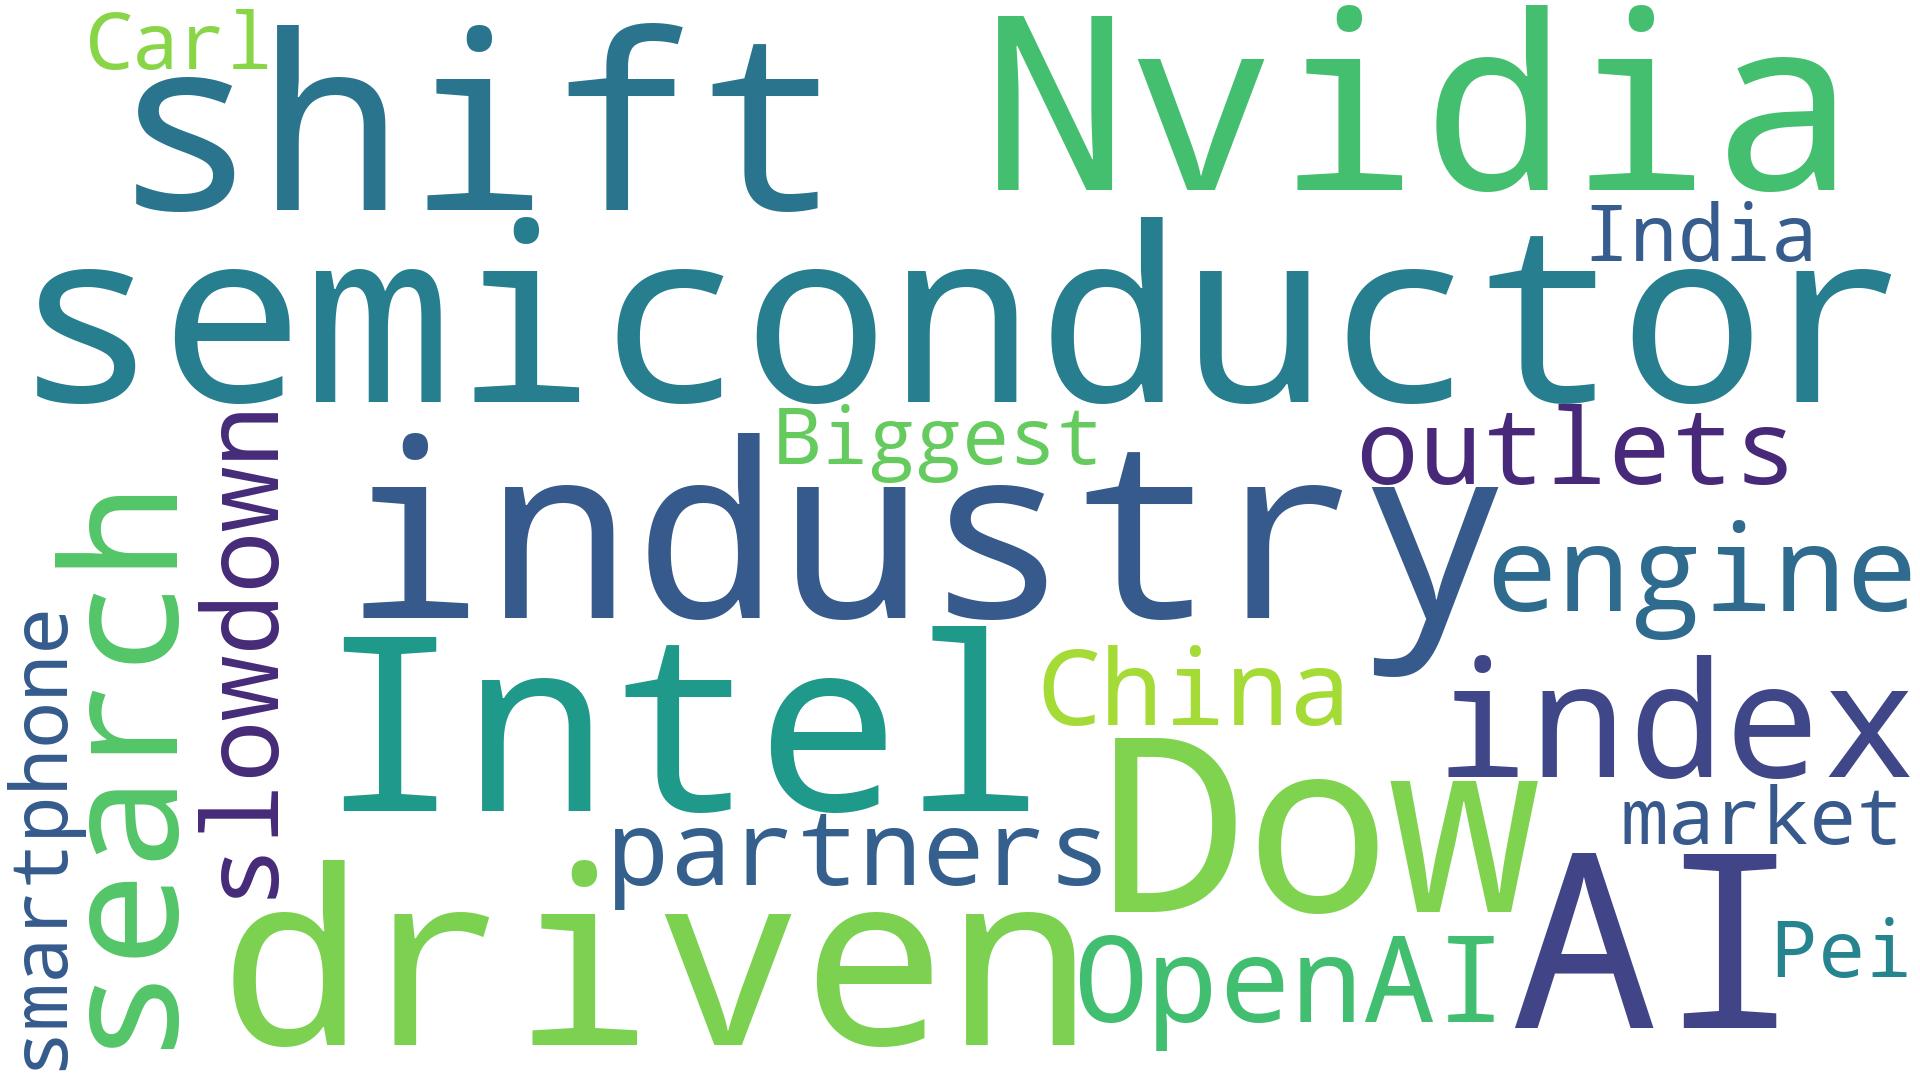 Carl
shift
Nvidia
India
semiconductor
Biggest
outlets
industry
engine
slowdown
search
smartphone
Intel
China
index
Dow
market
partners
driven
OpenAI
AI
Pei